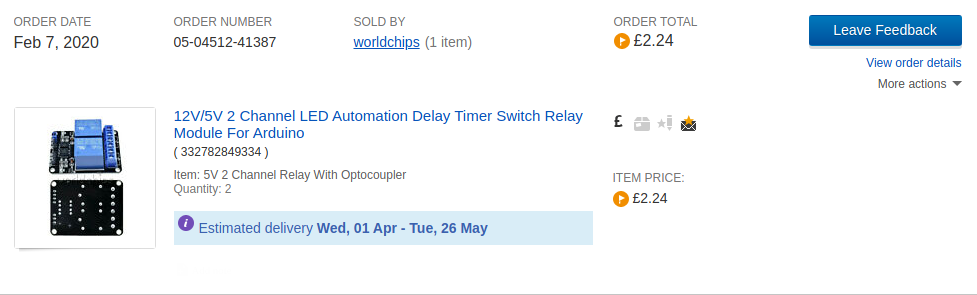 ORDER DATE
Feb 7, 2020
ORDER NUMBER
05-04512-41387
SOLD BY
worldchips (1 item)
ORDER TOTAL
£2.24
Leave Feedback
View order details
More actions
12V/5V 2 Channel LED Automation Delay Timer Switch Relay
Module For Arduino
( 332782849334 )
Item: 5V 2 Channel Relay With Optocoupler
Quantity: 2
Estimated delivery Wed, 01 Apr - Tue, 26 May
£
ITEM PRICE:
£2.24